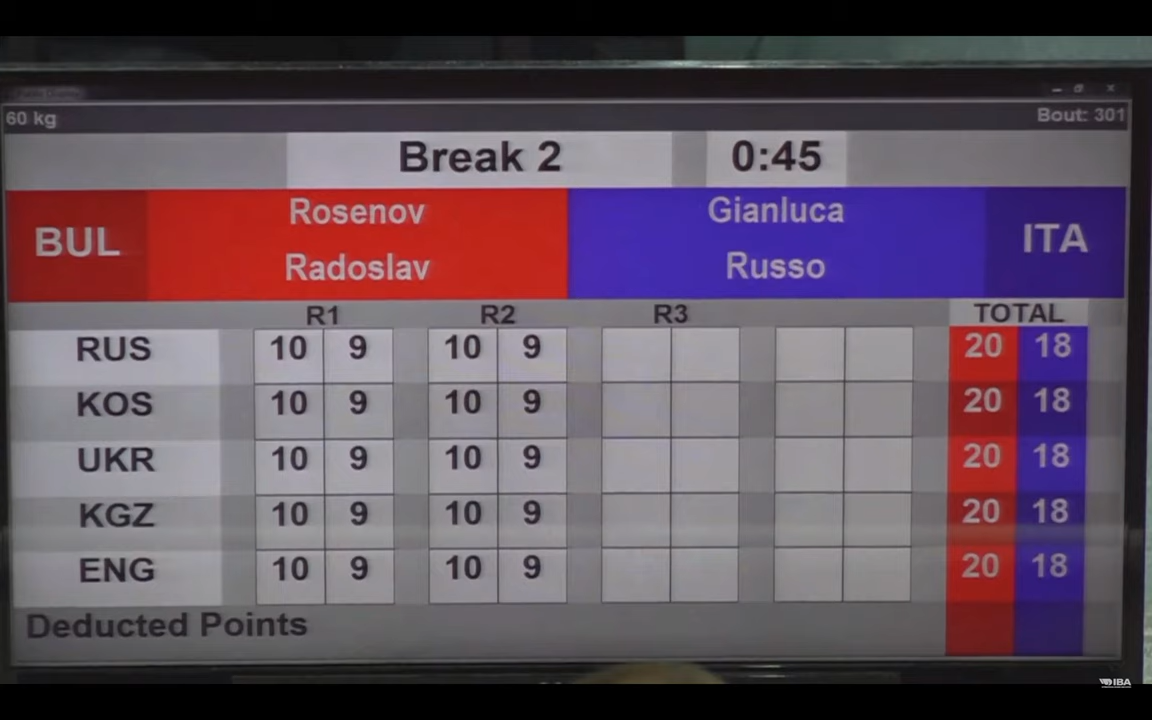 60 kg Bout: 301
Break 2 0:45
BUL Rosenov Radoslav Gianluca Russo ITA
R1 R2 R3 TOTAL
RUS 10 9 10 9 20 18
KOS 10 9 10 9 20 18
UKR 10 9 10 9 20 18
KGZ 10 9 10 9 20 18
ENG 10 9 10 9 20 18
Deducted Points
IBA